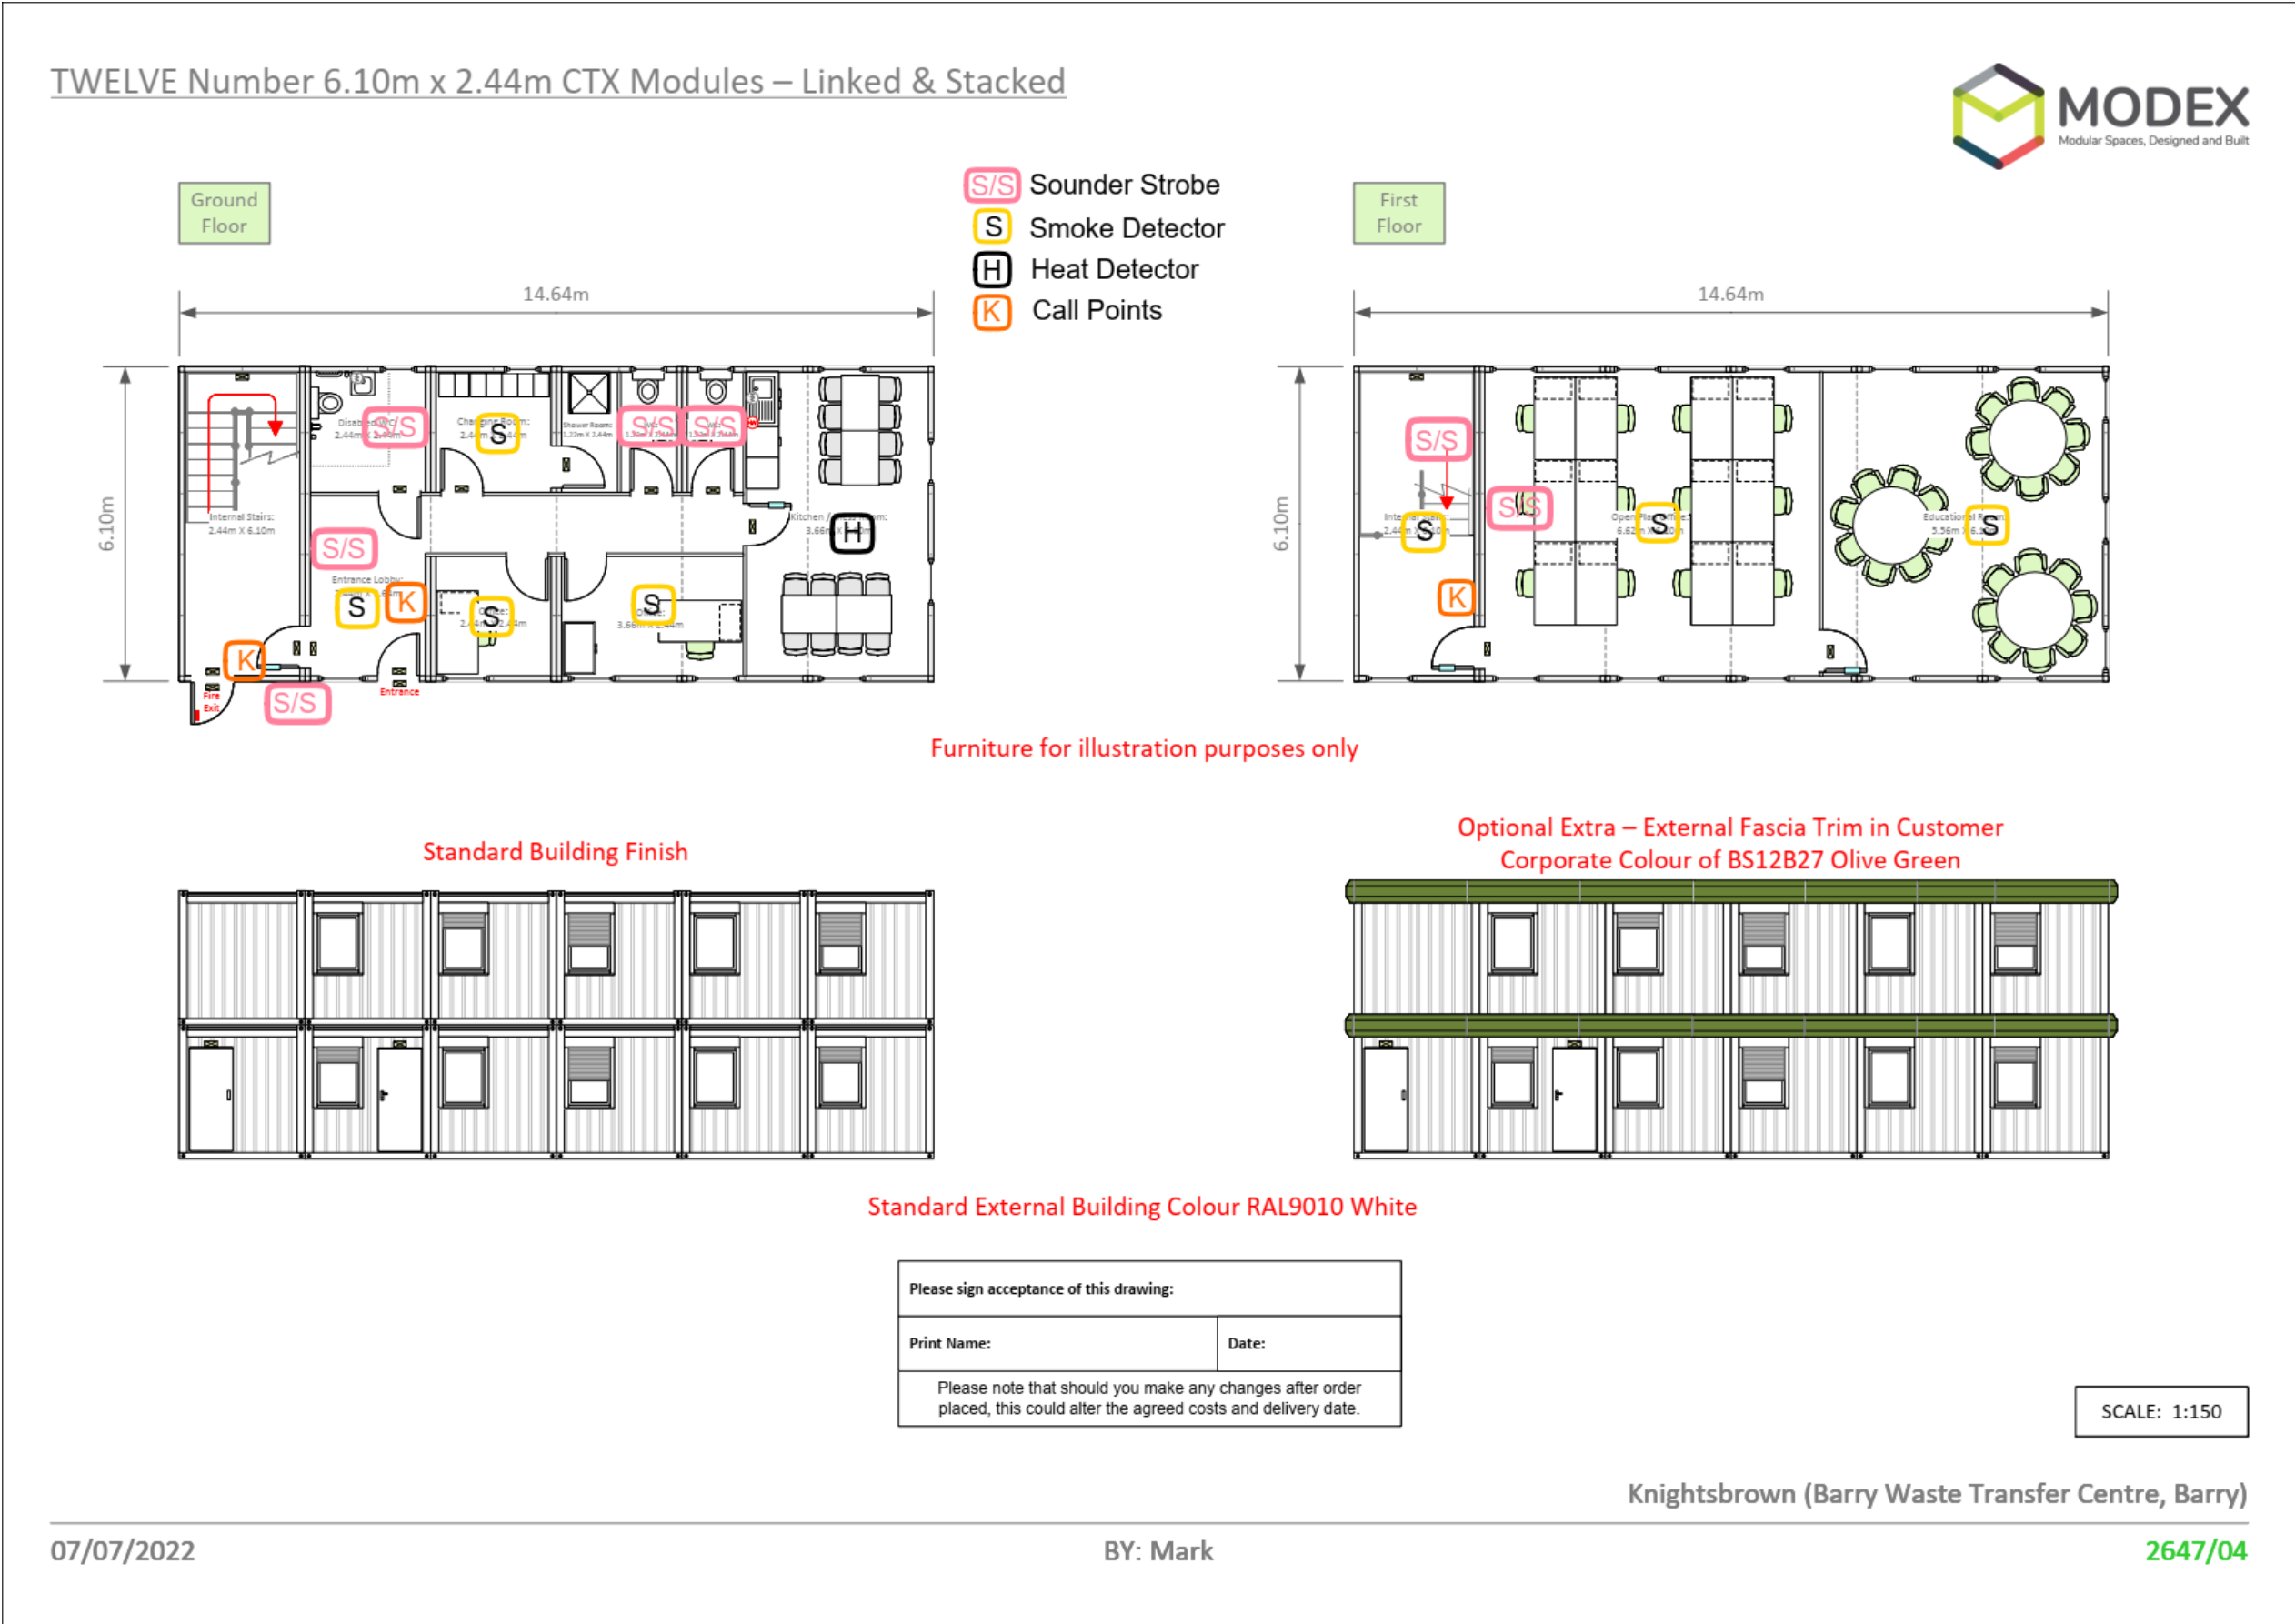 TWELVE Number 6.10m x 2.44m CTX Modules – Linked & Stacked
MODEX
Modular Spaces, Designed and Built
Ground
Floor
S/S Sounder Strobe
S Smoke Detector
H Heat Detector
K Call Points
First
Floor
14.64m
14.64m
6.10m
6.10m
S/S
S
S/S
S/S
Shower Room:
1.22m X 2.44m
Internal Stairs:
2.44m X 6.10m
S/S
H
Entrance Lobby:
S
K
S
S
K
S/S
Fire
Exit
Entrance
S/S
S/S
S
S
S
K
Furniture for illustration purposes only
Standard Building Finish
Optional Extra – External Fascia Trim in Customer
Corporate Colour of BS12B27 Olive Green
Standard External Building Colour RAL9010 White
Please sign acceptance of this drawing:
Print Name:
Date:
Please note that should you make any changes after order
placed, this could alter the agreed costs and delivery date.
SCALE: 1:150
Knightsbrown (Barry Waste Transfer Centre, Barry)
07/07/2022
BY: Mark
2647/04